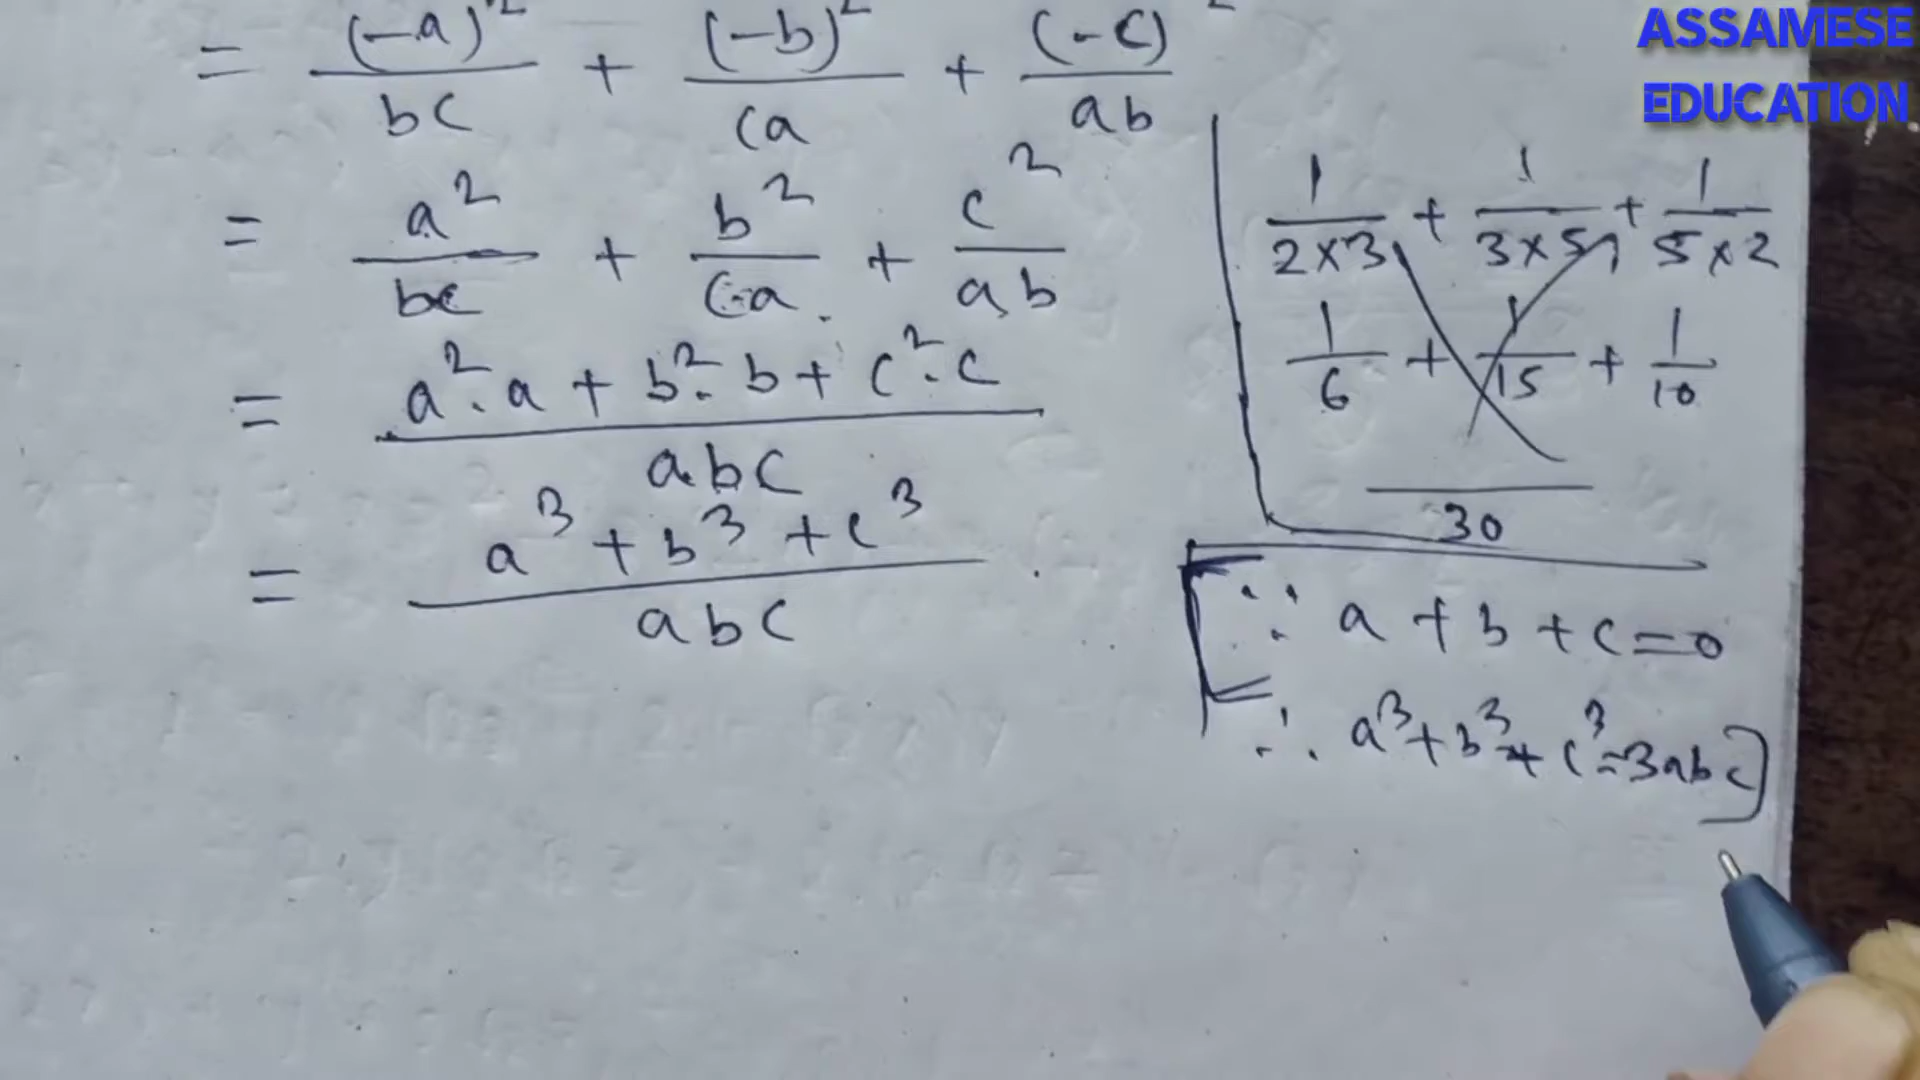 ASSAMESE
EDUCATION
= (-a)²/bc + (-b)²/ca + (-c)²/ab
= a²/bc + b²/ca + c²/ab
= a².a + b².b + c².c / abc
= a³ + b³ + c³ / abc
1/2×3 + 1/3×5 + 1/5×2
1/6 + 1/15 + 1/10
30
∵ a + b + c = 0
∴ a³ + b³ + c³ = 3abc]